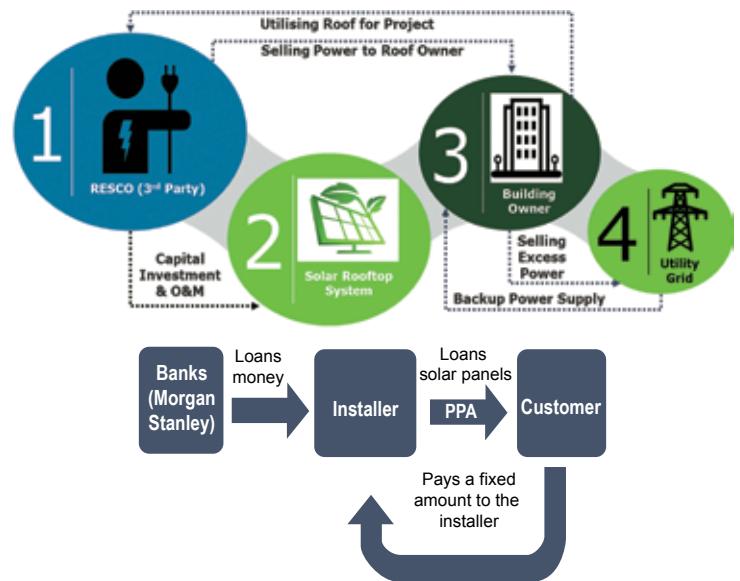 Utilising Roof for Project
Selling Power to Roof Owner
1
RESCO (3rd Party)
2
Solar Rooftop
System
3
Building
Owner
4
Utility
Grid
Capital
Investment
& O&M
Selling
Excess
Power
Backup Power Supply
Banks
(Morgan
Stanley)
Loans
money
Installer
Loans
solar panels
PPA
Customer
Pays a fixed
amount to the
installer